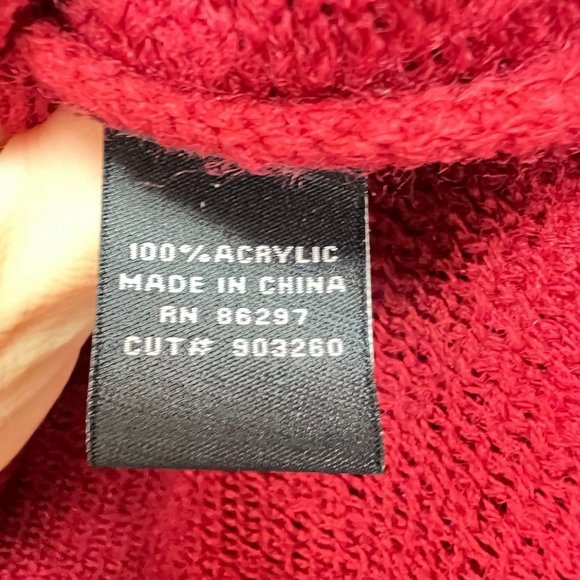 100% ACRYLIC
MADE IN CHINA
RN 86297
CUT# 903260